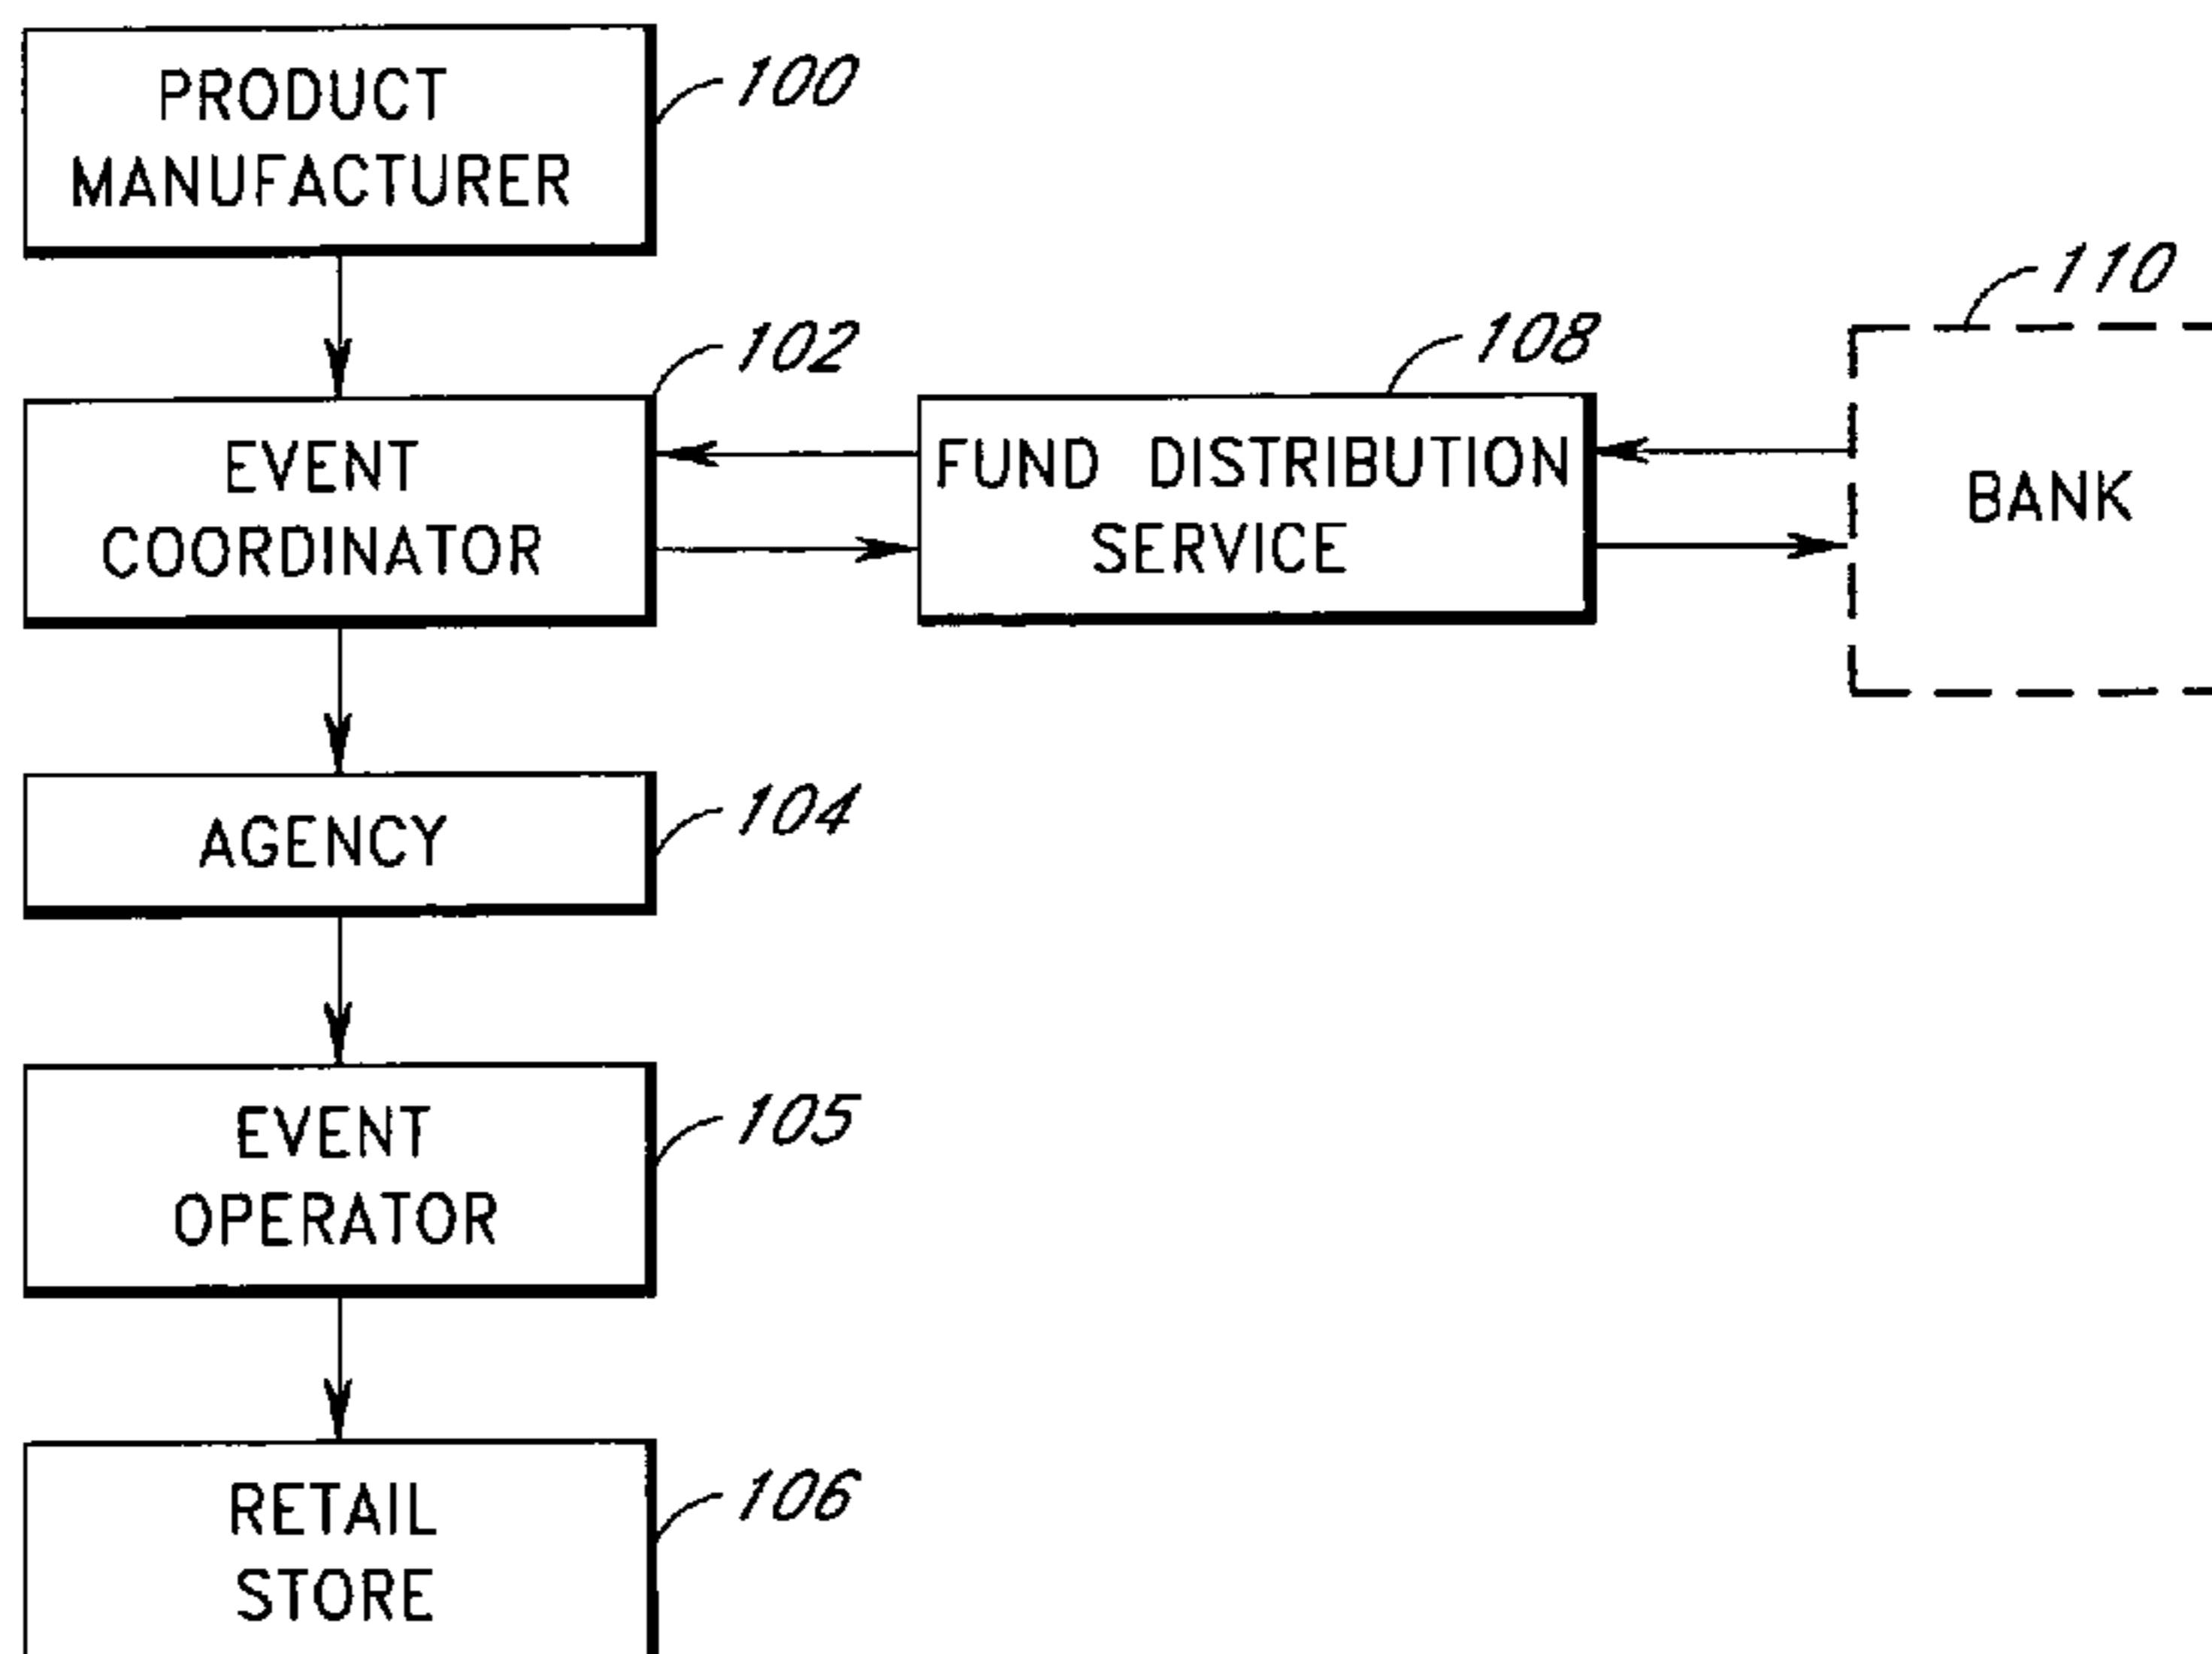 PRODUCT
MANUFACTURER
100
110
102
108
EVENT
COORDINATOR
FUND DISTRIBUTION
SERVICE
BANK
AGENCY
104
EVENT
OPERATOR
105
RETAIL
STORE
106